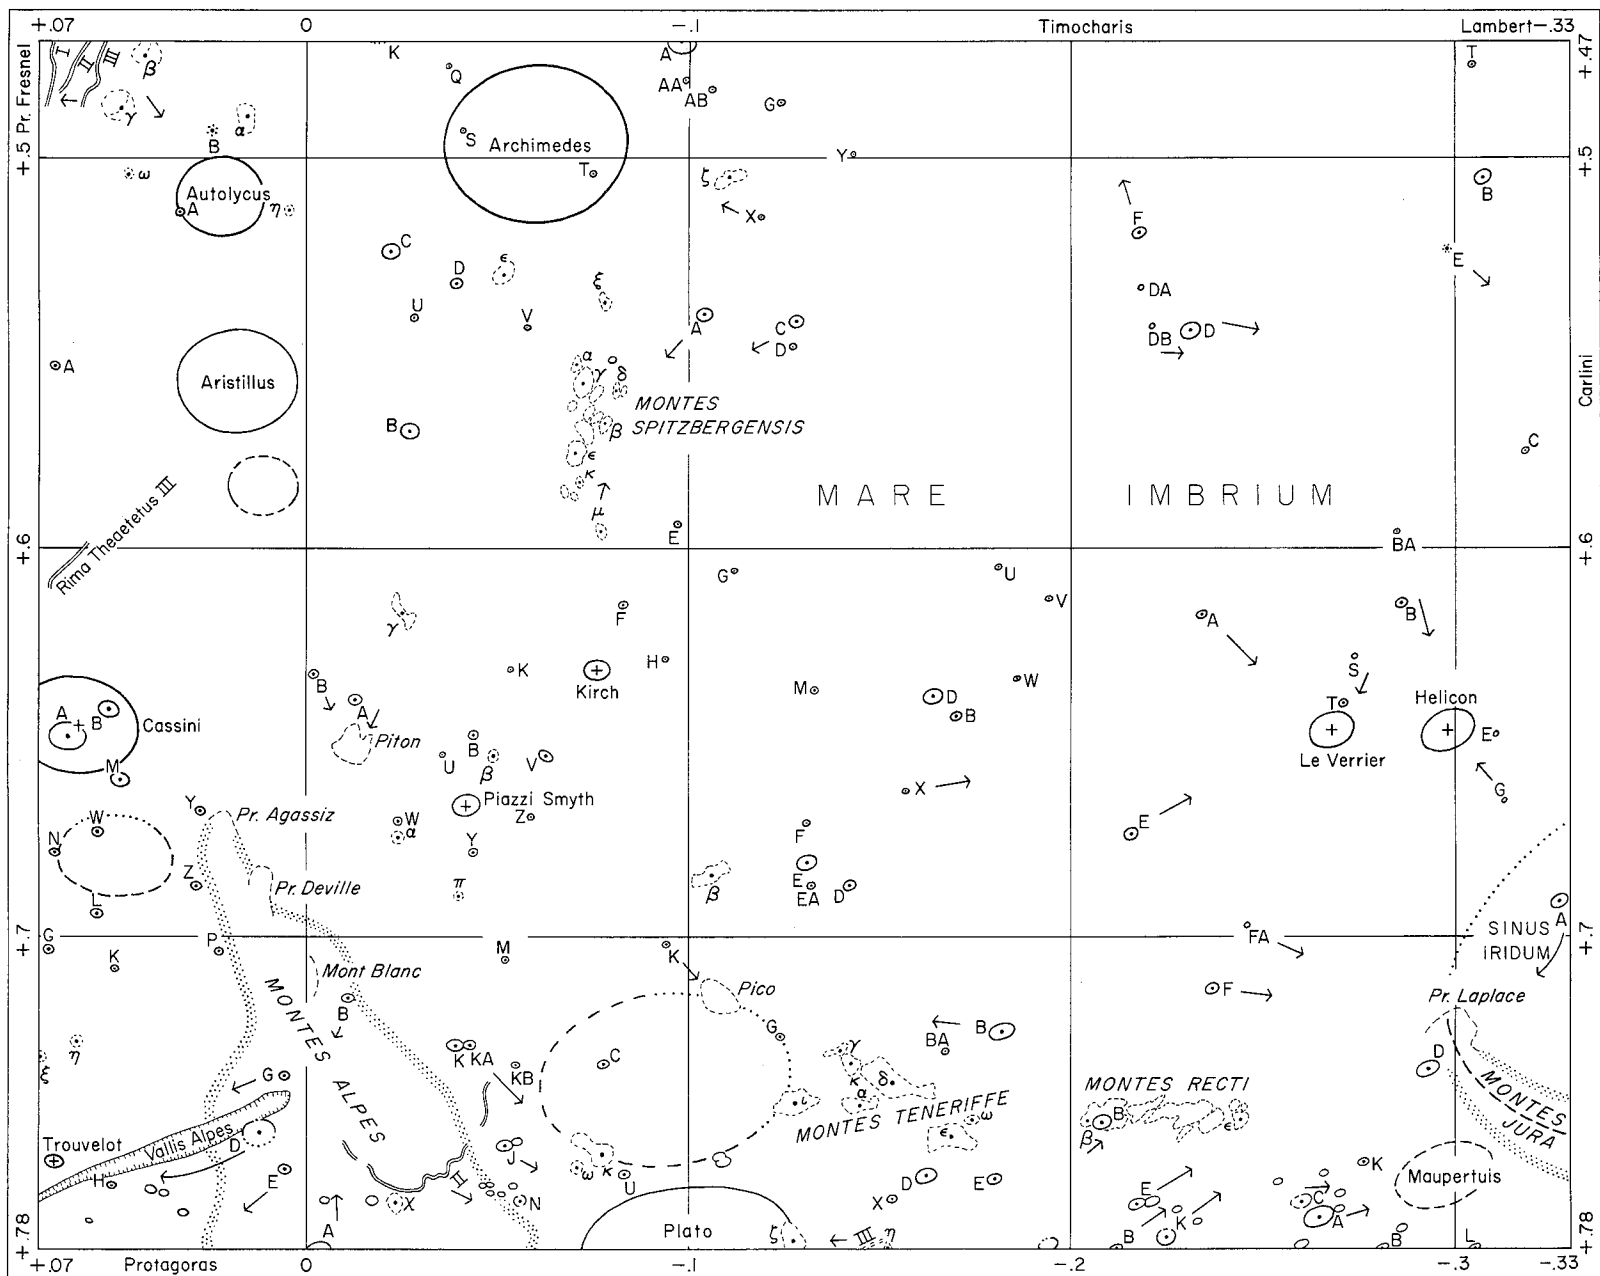 +.07 0 -.1 Timocharis Lambert -.33
Pr. Fresnel
+.47
I II III β K A T
Q AA
γ AB G
α S
B Archimedes
+.5 Y +.5
ω T ζ B
Autolycus
A η X
F
C E
D ε ξ
DA
U V A C
DB D
D
A α
Aristillus γ δ
MONTES
SPITZBERGENSIS
Carlini
B β
C
ε
κ
Rima Theaetetus III
MARE IMBRIUM
μ
E
+.6 BA +.6
G U
V
F A B
γ
K H S
B Kirch W
M
A D T Helicon
A B Cassini B
Piton B E
U β V Le Verrier
M
Piazzi Smyth X G
Y Z
W Pr. Agassiz W α F E
N Y
E
Z Pr. Deville π β EA D
A
L
SINUS
IRIDUM
FA
+.7 +.7
G P M K
K Mont Blanc
Pico F Pr. Laplace
B
MONTES ALPES
G BA B
η γ
ξ K KA C D
KB κ δ
G α MONTES RECTI
ι
MONTES TENERIFFE
ω B
MONTES
JURA
Trouvelot Vallis Alpes D β ε
ε
J K
E ω κ U D E Maupertuis
H II
E C
χ N X
K A
A Plato ζ III η B B L
+.78 +.78
+.07 Protagoras 0 -.1 -.2 -.3 -.33